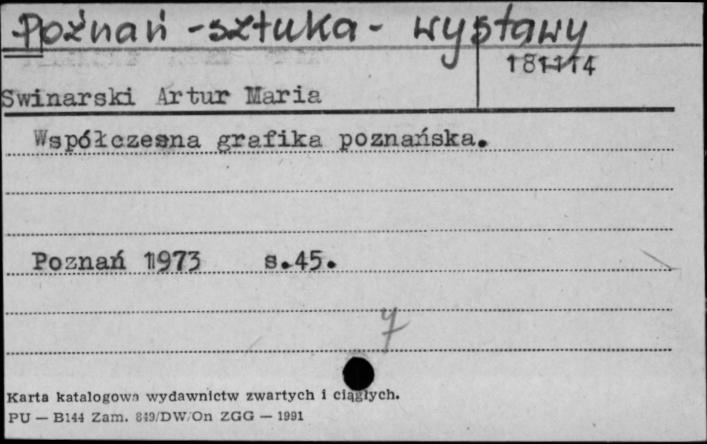 Poznań - sztuka - wystawy
181114
Swinarski Artur Maria
Współczesna grafika poznańska.
Poznań 1973 s.45.
7
Karta katalogowa wydawnictw zwartych i ciągłych.
PU — B144 Zam. 849/DW/On ZGG — 1991